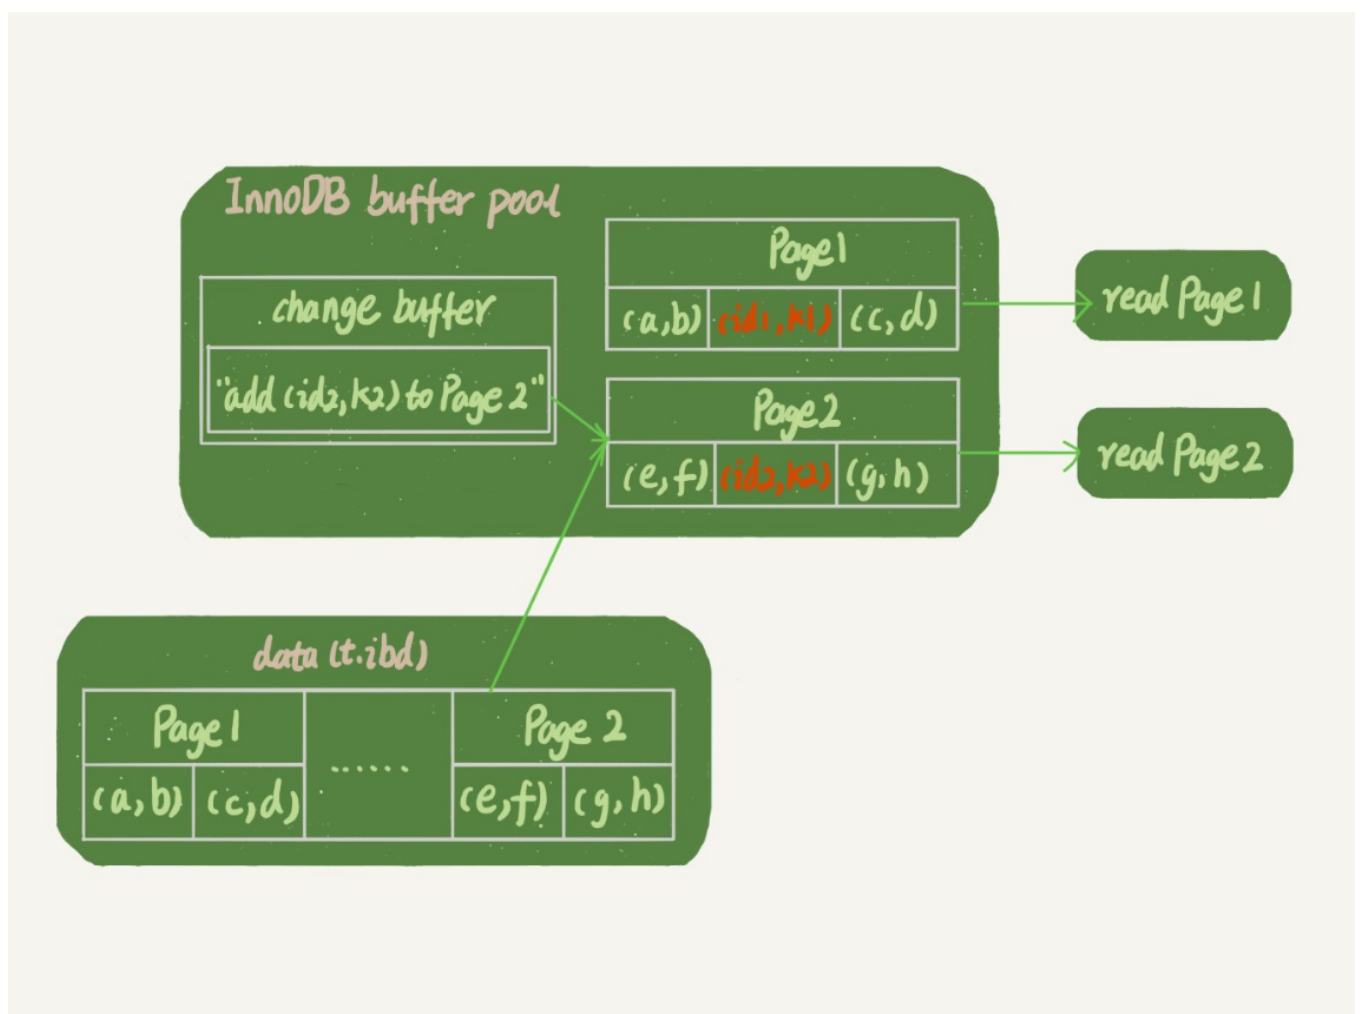 InnoDB buffer pool
change buffer
"add (id2,k2) to Page 2"
Page1
(a,b) (id1,k1) (c,d)
Page2
(e,f) (id2,k2) (g,h)
read Page1
read Page2
data (t.ibd)
Page1 ...... Page 2
(a,b) (c,d) (e,f) (g,h)